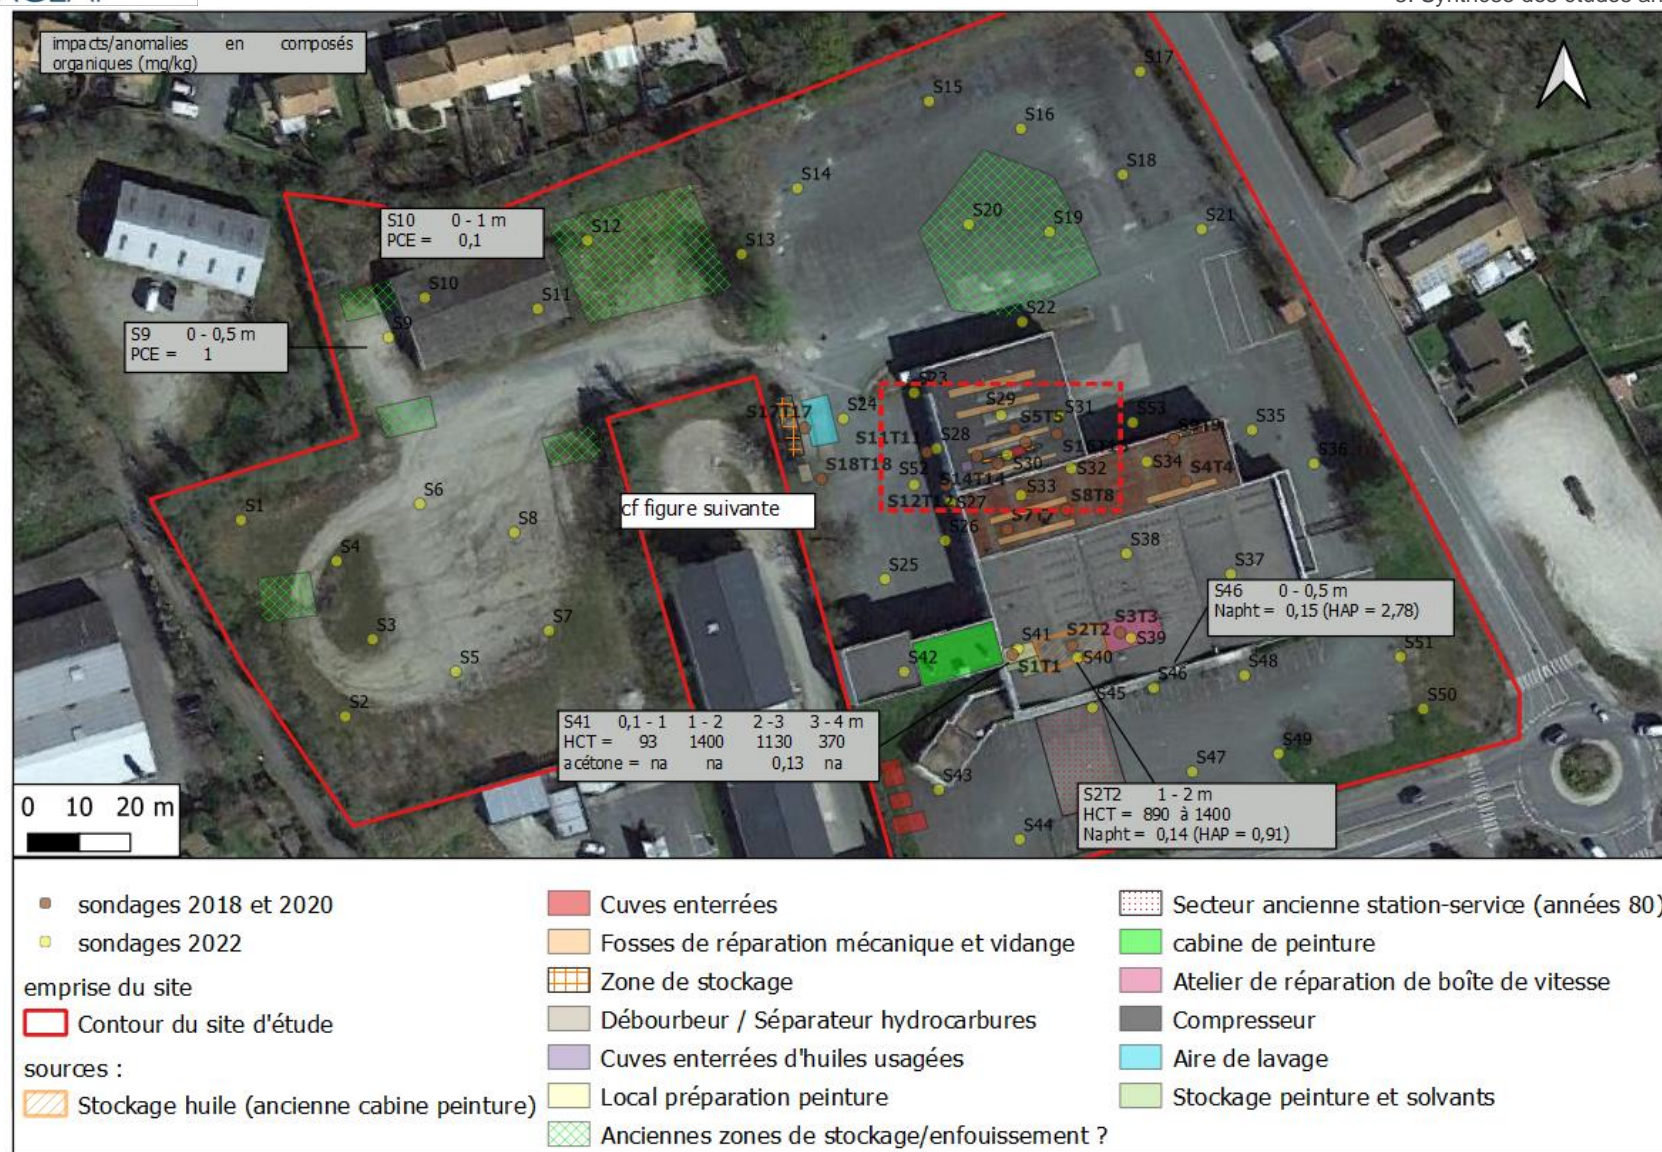 impacts/anomalies en composés
organiques (mg/kg)
S17
S15
S16
S18
S14
S10 0 - 1 m
PCE = 0,1
S12
S20
S19
S21
S13
S10
S11
S22
S9
S9 0 - 0,5 m
PCE = 1
S23
S17T17
S24
S29
S5T5
S31
S53
S9T9
S35
S11T11
S28
S18T18
S52
S30
S32
S34
S36
S4T4
S14T14
S12T12
S27
S33
S8T8
S1
S6
S8
cf figure suivante
S7T7
S26
S4
S38
S25
S37
S46 0 - 0,5 m
Napht = 0,15 (HAP = 2,78)
S3
S7
S41
S2T2
S3T3
S39
S5
S42
S1T1
S40
S51
S2
S45
S46
S48
S50
S41 0,1 - 1 1 - 2 2 -3 3 - 4 m
HCT = 93 1400 1130 370
acétone = na na 0,13 na
S43
S47
S49
S44
S2T2 1 - 2 m
HCT = 890 à 1400
Napht = 0,14 (HAP = 0,91)
0 10 20 m
sondages 2018 et 2020
sondages 2022
emprise du site
Contour du site d'étude
sources :
Stockage huile (ancienne cabine peinture)
Cuves enterrées
Fosses de réparation mécanique et vidange
Zone de stockage
Débourbeur / Séparateur hydrocarbures
Cuves enterrées d'huiles usagées
Local préparation peinture
Anciennes zones de stockage/enfouissement ?
Secteur ancienne station-service (années 80)
cabine de peinture
Atelier de réparation de boîte de vitesse
Compresseur
Aire de lavage
Stockage peinture et solvants